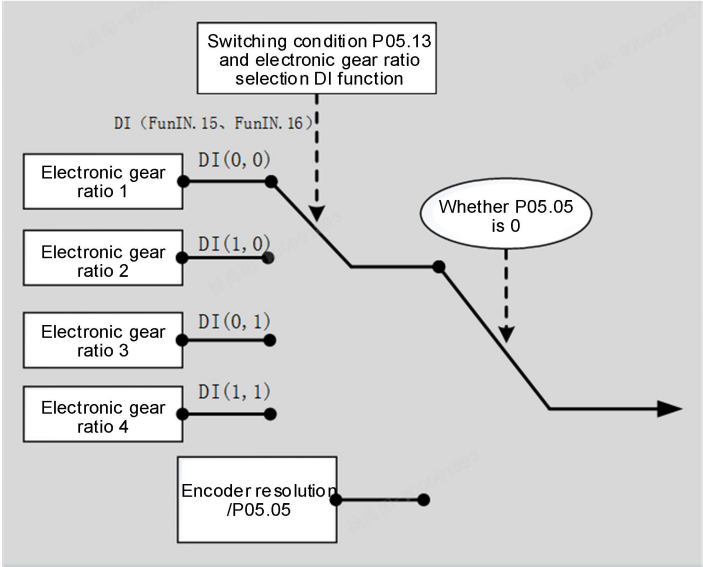 Switching condition P05.13
and electronic gear ratio
selection DI function
DI（FunIN.15、FunIN.16）
Electronic gear
ratio 1
DI(0,0)
Whether P05.05
is 0
Electronic gear
ratio 2
DI(1,0)
Electronic gear
ratio 3
DI(0,1)
Electronic gear
ratio 4
DI(1,1)
Encoder resolution
/P05.05